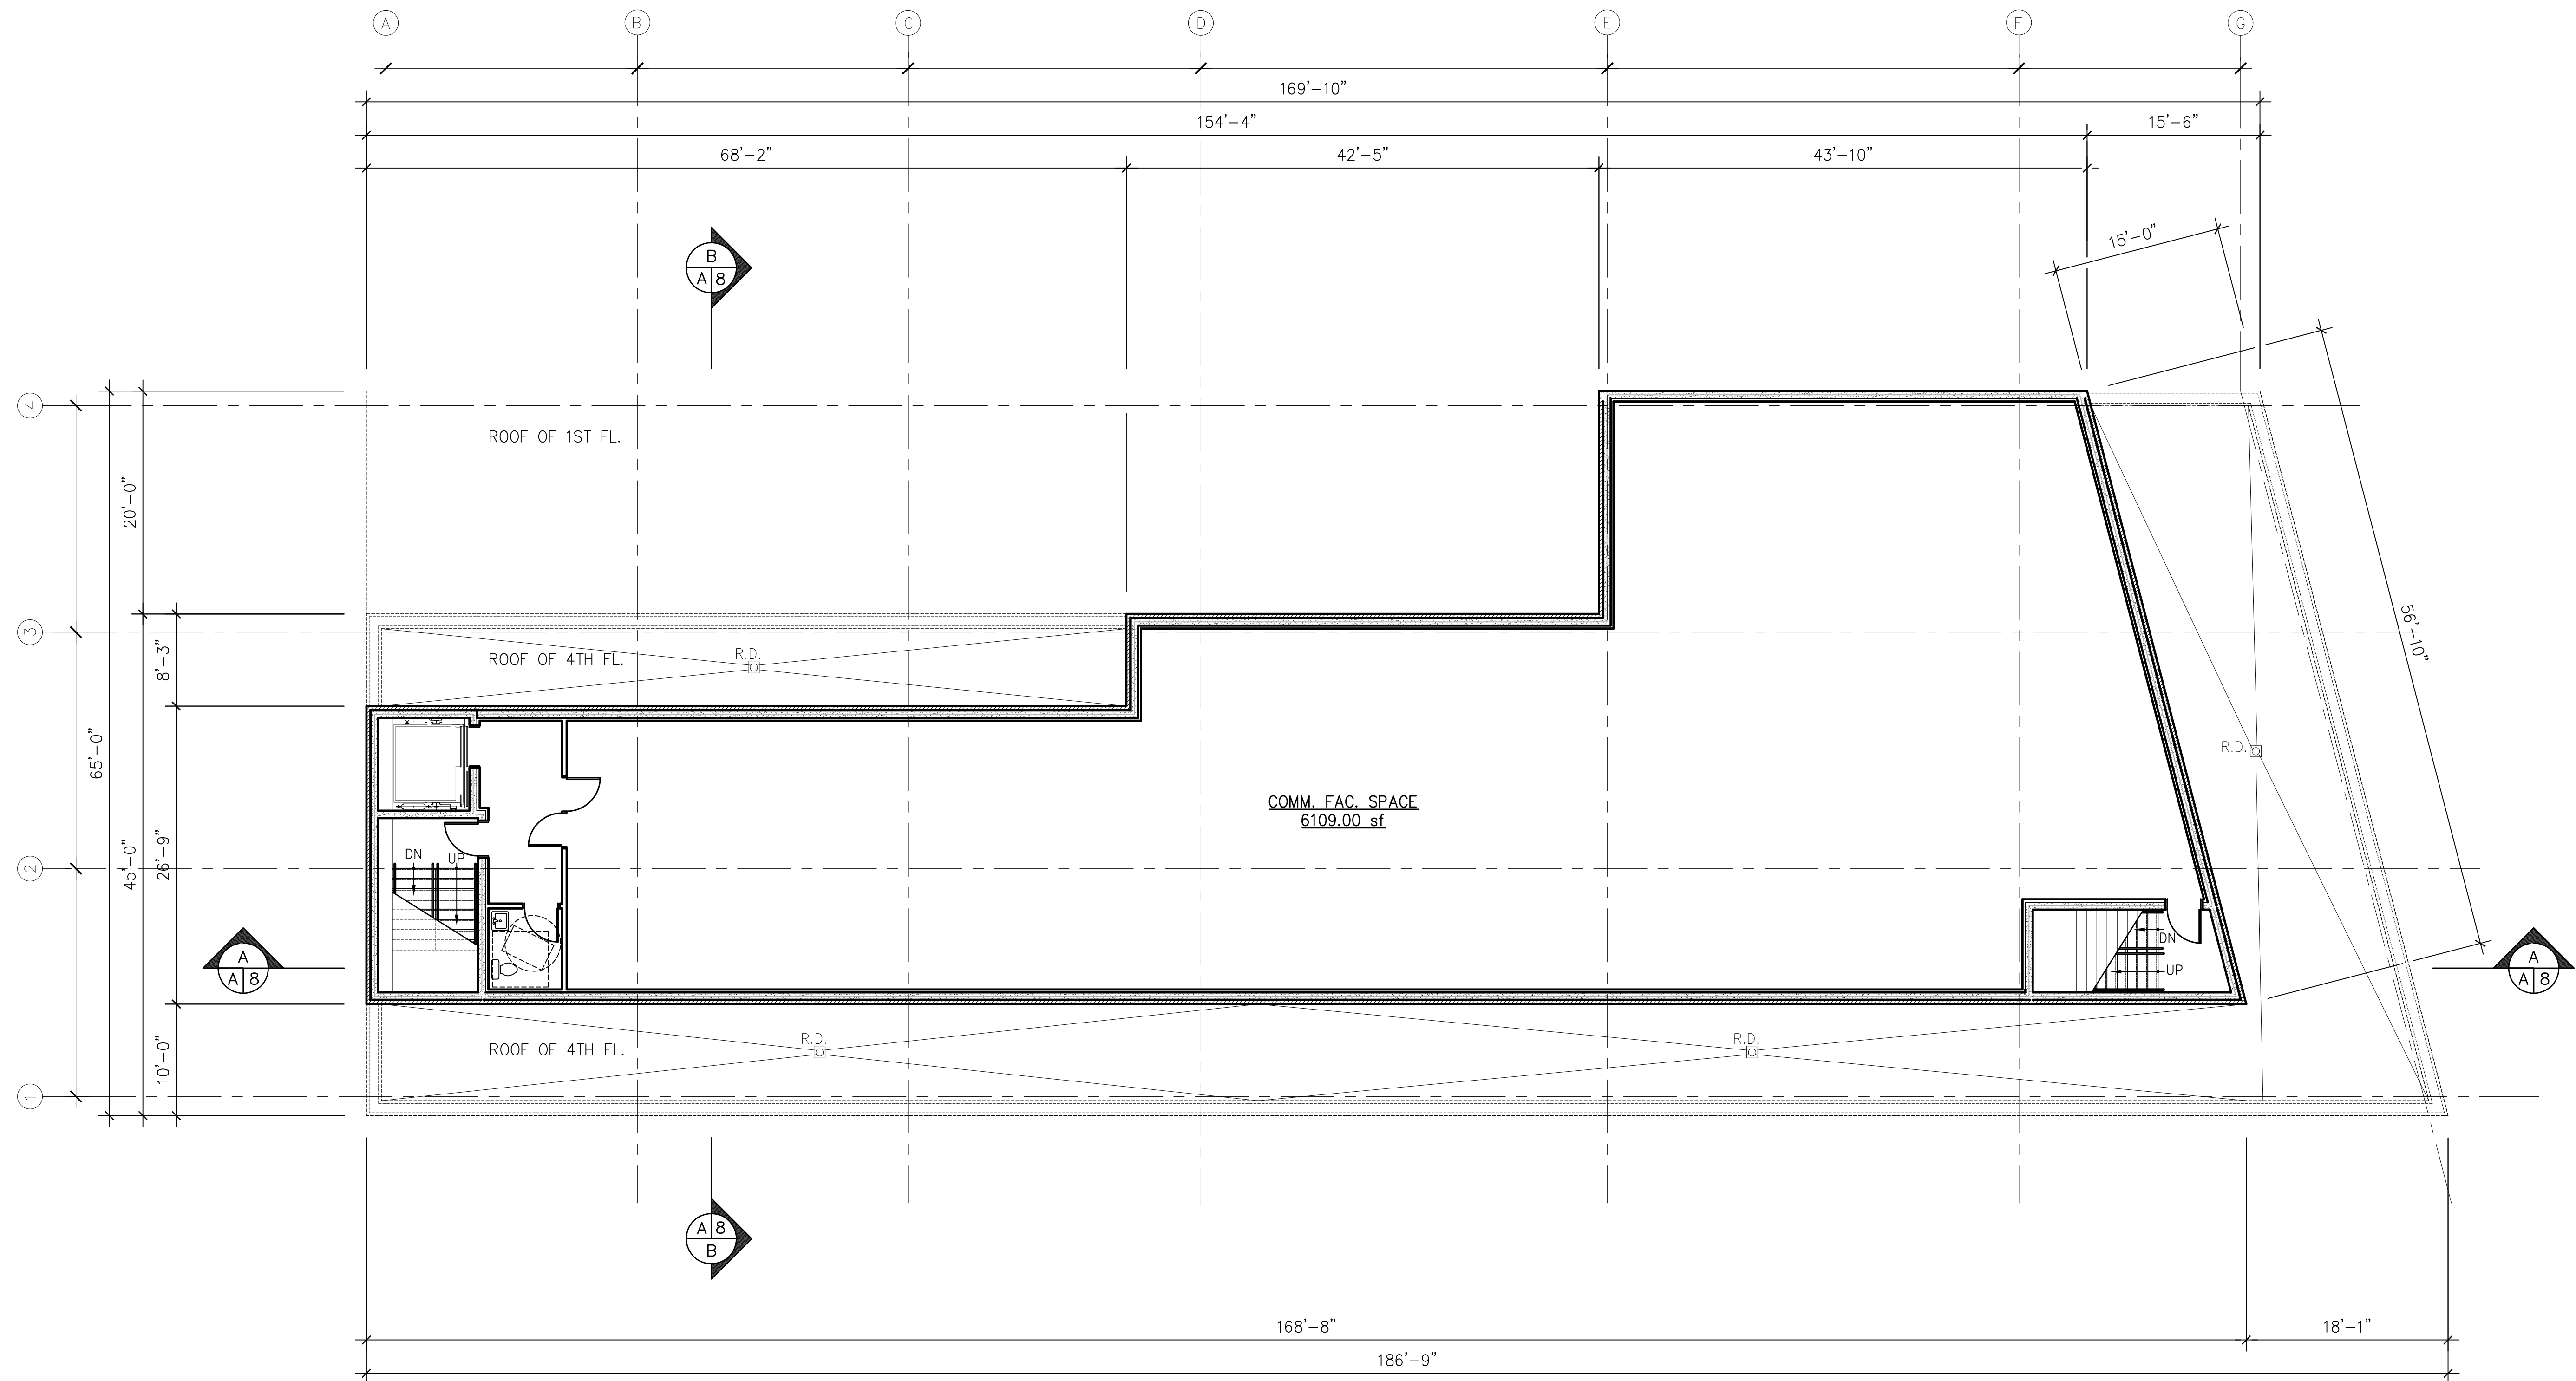 A B C D E F G
169'-10"
154'-4" 15'-6"
68'-2" 42'-5" 43'-10"
15'-0"
B
A 8
4
ROOF OF 1ST FL.
20'-0"
56'-10"
3
8'-3"
ROOF OF 4TH FL.
R.D.
65'-0"
R.D.
COMM. FAC. SPACE
6109.00 sf
45'-0"
26'-9"
DN UP
2
DN
UP
A
A 8
A
A 8
10'-0"
ROOF OF 4TH FL.
R.D.
R.D.
1
A 8
B
168'-8" 18'-1"
186'-9"